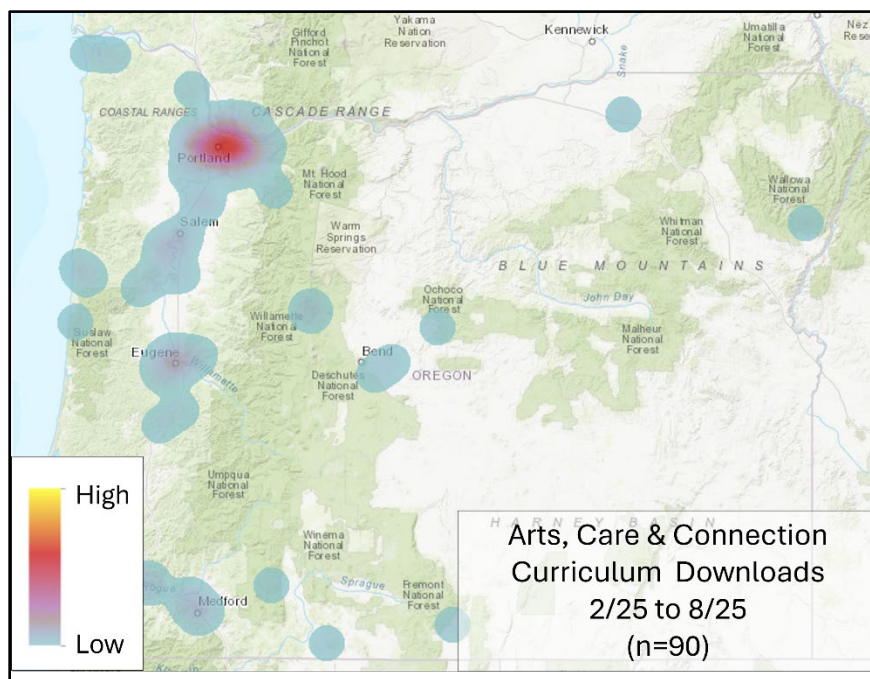 Yakama
Nation
Reservation
Gifford
Pinchot
National
Forest
Kennewick
Umatilla
National
Forest
Nez
Rese
Snake
COASTAL RANGES
CASCADE RANGE
Portland
Mt Hood
National
Forest
Wallowa
National
Forest
Salem
Warm
Springs
Reservation
Whitman
National
Forest
BLUE MOUNTAINS
Ochoco
National
Forest
John Day
Willamette
National
Forest
Malheur
National
Forest
Siuslaw
National
Forest
Eugene
Willamette
Bend
Deschutes
National
Forest
OREGON
Umpqua
National
Forest
High
Low
HARNEY BASIN
Winema
National
Forest
Rogue
Medford
Sprague
Fremont
National
Forest
Arts, Care & Connection
Curriculum Downloads
2/25 to 8/25
(n=90)